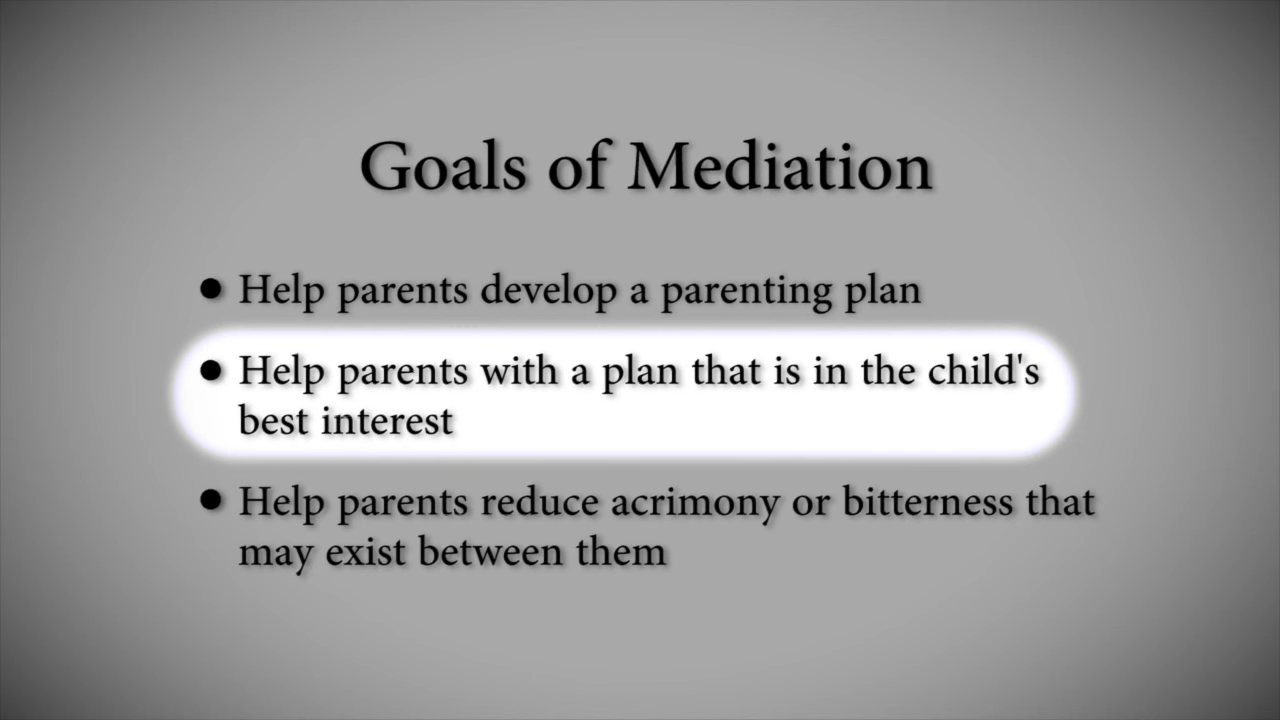 Goals of Mediation
● Help parents develop a parenting plan
● Help parents with a plan that is in the child's
best interest
● Help parents reduce acrimony or bitterness that
may exist between them